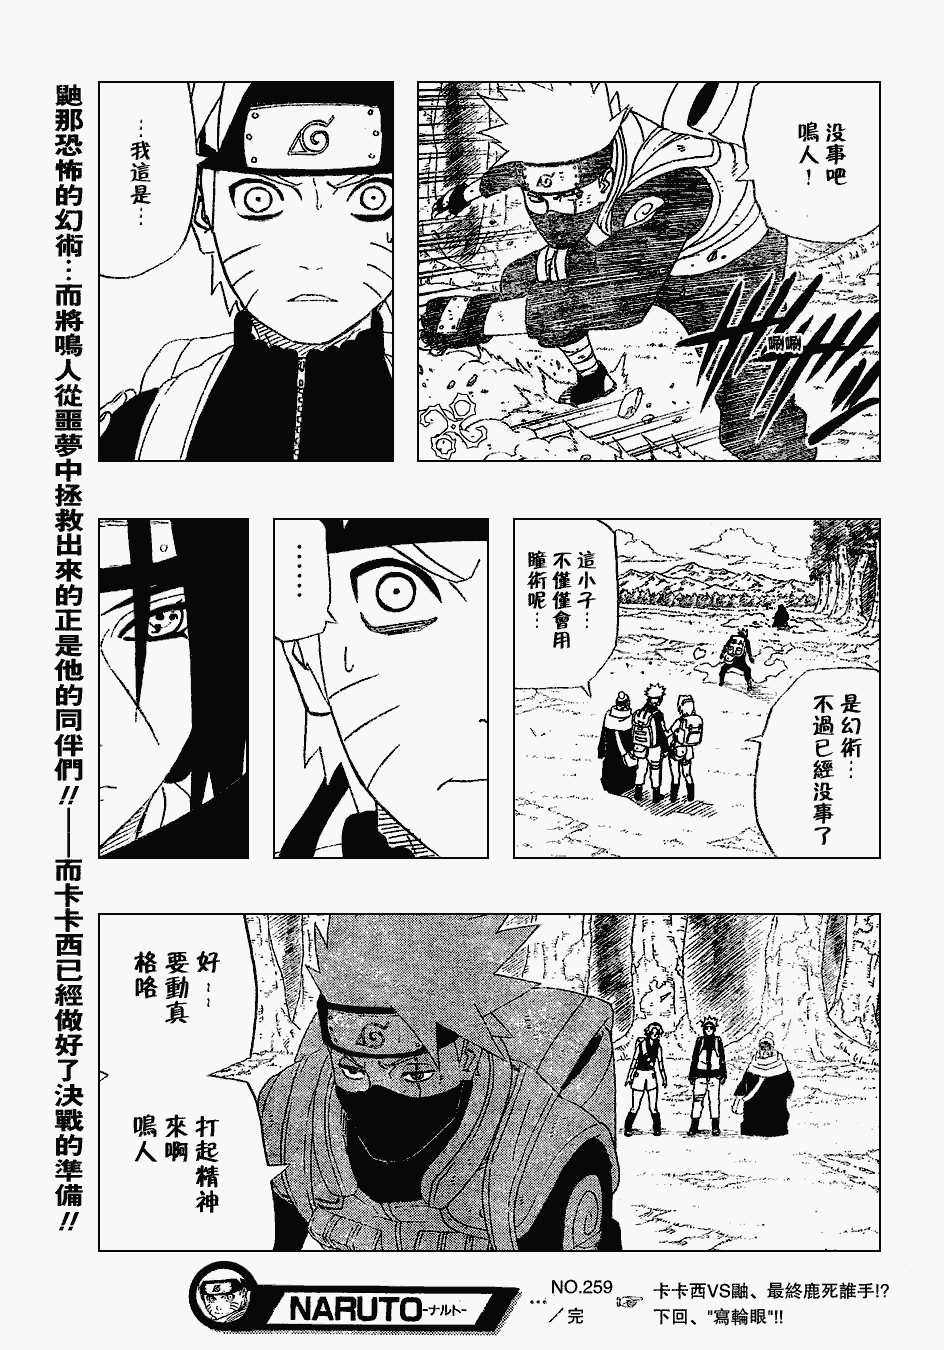 没事吧
鳴人！
…我這是…
是幻術…
不過已經没事了
這小子…
不僅僅會用
瞳術呢…
……
好～～
要動真
格咯
打起精神
來啊
鳴人
鼬那恐怖的幻術…而將鳴人從噩夢中拯救出來的正是他的同伴們!!——而卡卡西已經做好了決戰的準備!!
NARUTO-ナルト-
…NO.259
／完
☞卡卡西VS鼬、最終鹿死誰手!?
下回、"寫輪眼"!!